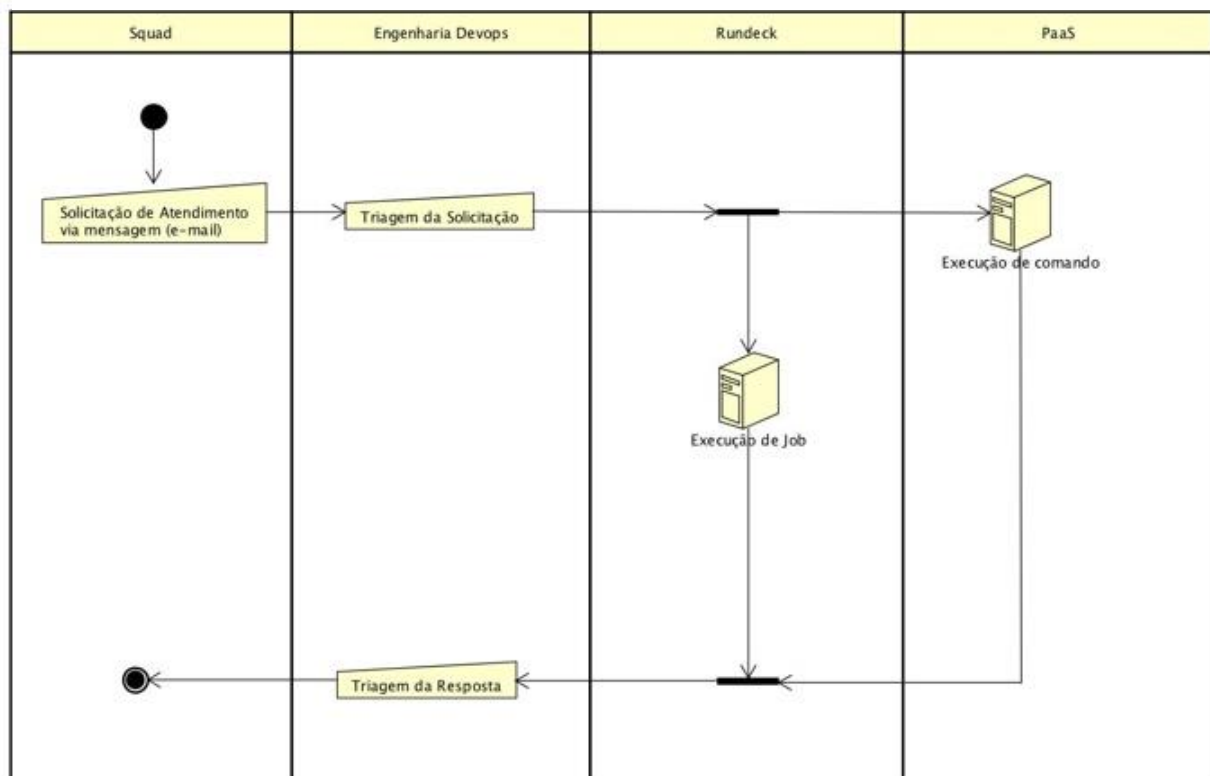 Squad
Engenharia Devops
Rundeck
PaaS
Solicitação de Atendimento
via mensagem (e-mail)
Triagem da Solicitação
Execução de comando
Execução de Job
Triagem da Resposta